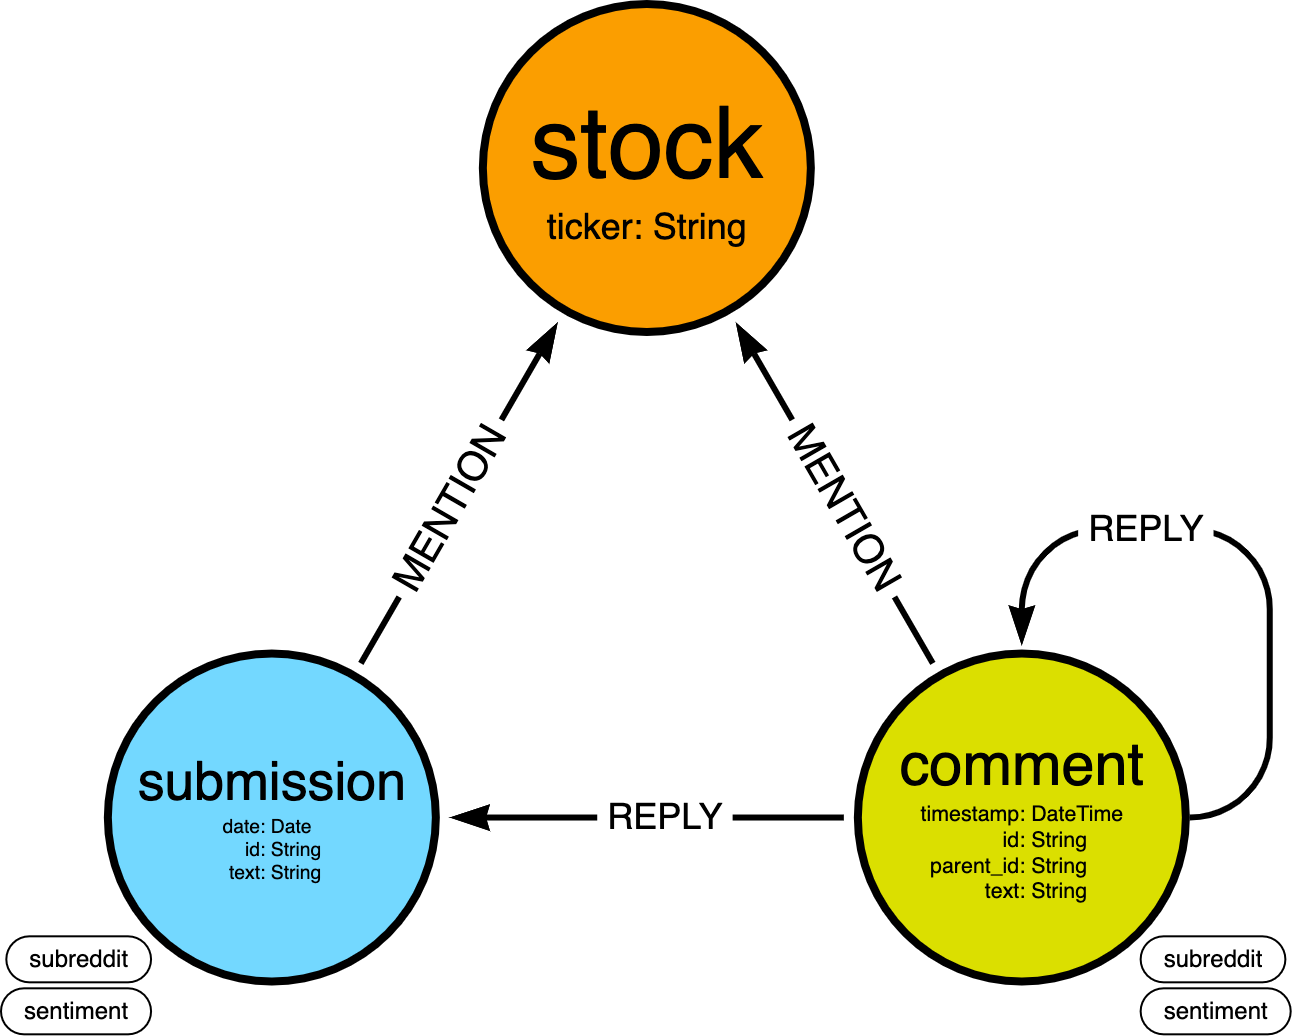 stock
ticker: String
MENTION
MENTION
REPLY
submission
date: Date
id: String
text: String
REPLY
comment
timestamp: DateTime
id: String
parent_id: String
text: String
subreddit
sentiment
subreddit
sentiment